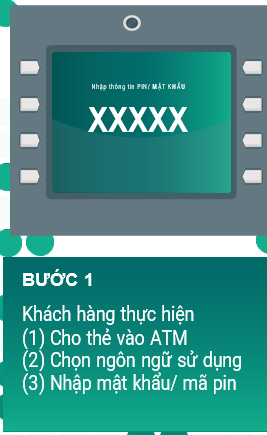 Nhập thông tin PIN/ MẬT KHẨU
XXXXX
BƯỚC 1
Khách hàng thực hiện
(1) Cho thẻ vào ATM
(2) Chọn ngôn ngữ sử dụng
(3) Nhập mật khẩu/ mã pin